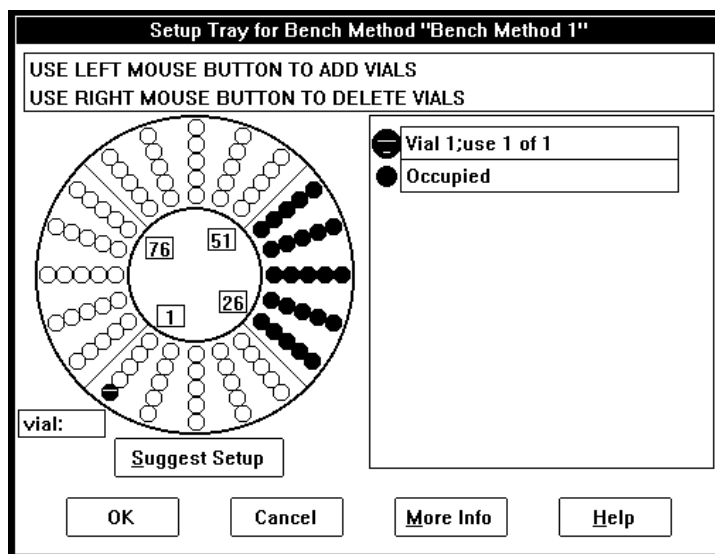 Setup Tray for Bench Method "Bench Method 1"
USE LEFT MOUSE BUTTON TO ADD VIALS
USE RIGHT MOUSE BUTTON TO DELETE VIALS
Vial 1;use 1 of 1
Occupied
76
51
1
26
vial:
Suggest Setup
OK
Cancel
More Info
Help